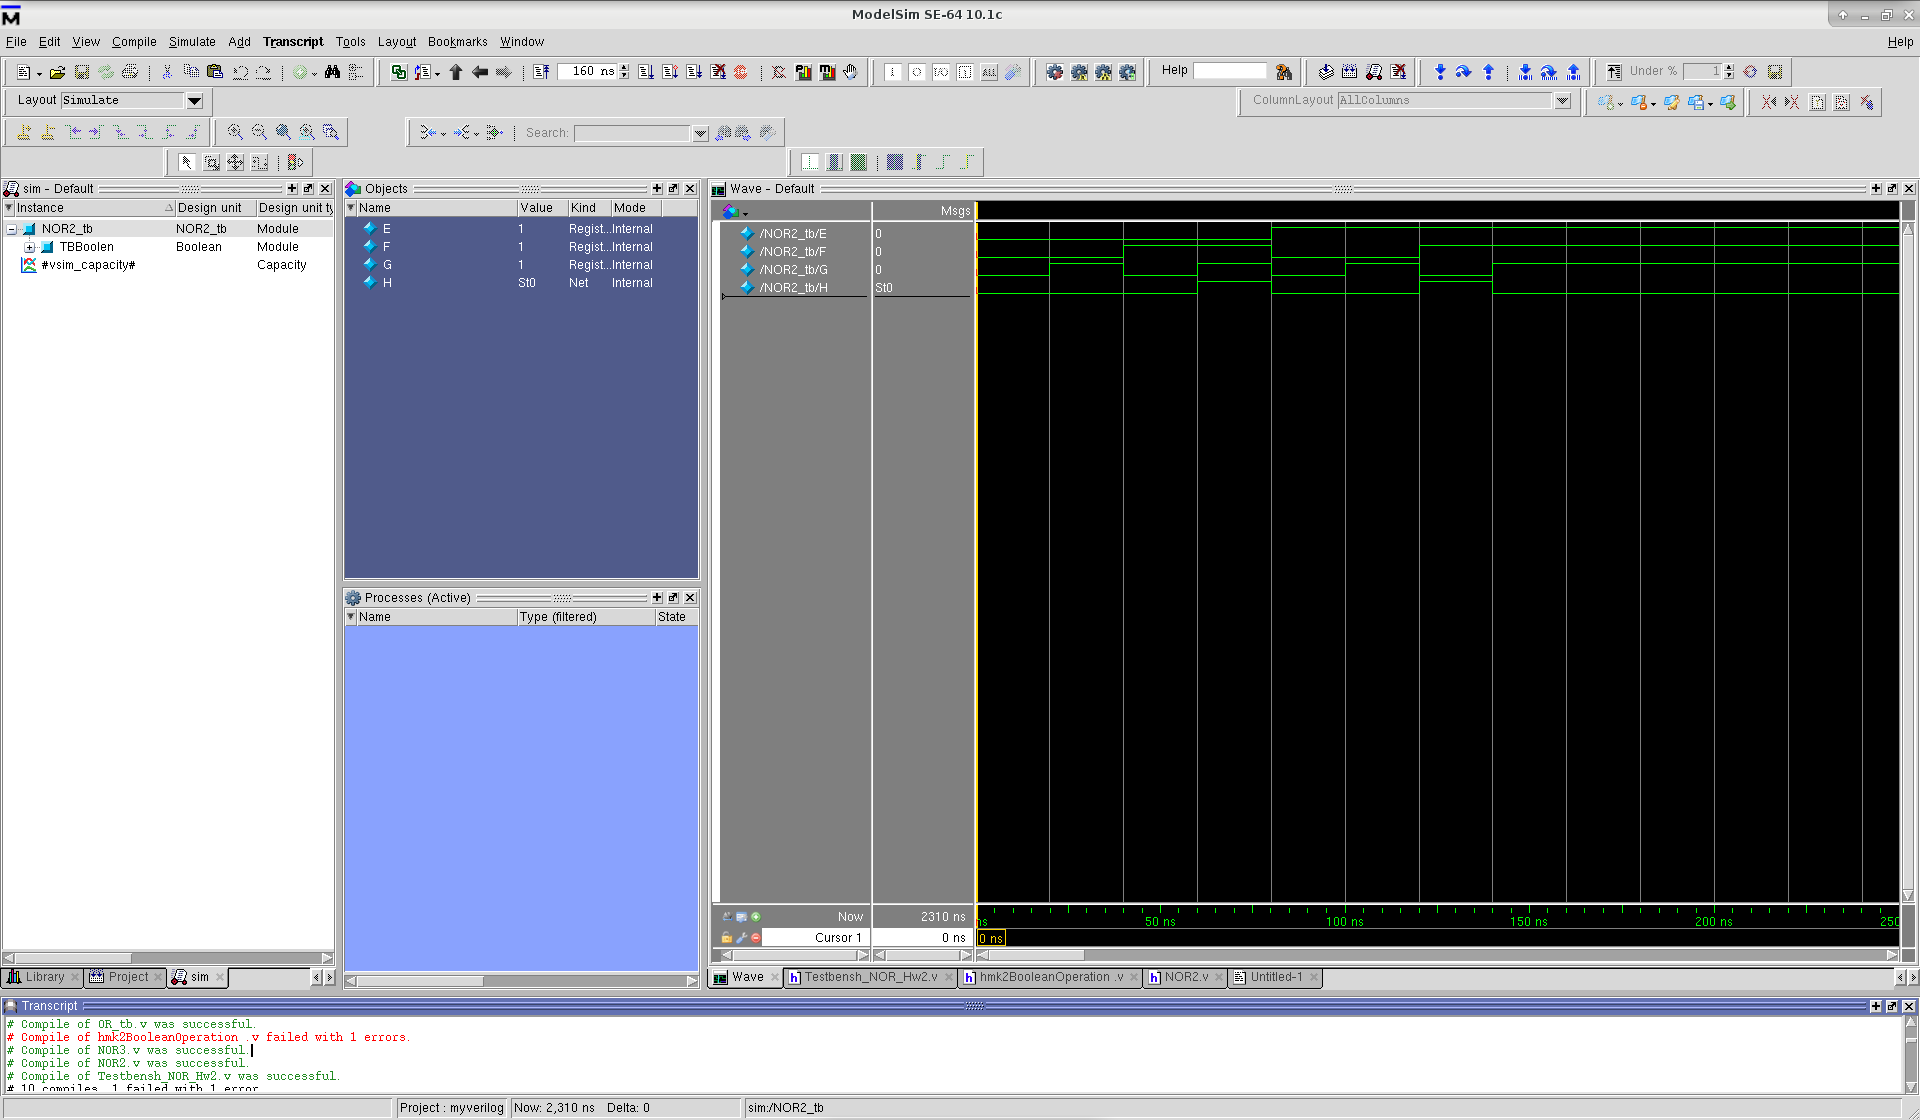 ModelSim SE-64 10.1c
File Edit View Compile Simulate Add Transcript Tools Layout Bookmarks Window Help
160 ns
ALL
Help
Under % 1
Layout Simulate
ColumnLayout AllColumns
Search:
sim - Default
Instance Design unit Design unit ty
NOR2_tb NOR2_tb Module
TBBoolen Boolean Module
#vsim_capacity# Capacity
Objects
Name Value Kind Mode
E 1 Regist... Internal
F 1 Regist... Internal
G 1 Regist... Internal
H St0 Net Internal
Processes (Active)
Name Type (filtered) State
Wave - Default
Msgs
/NOR2_tb/E 0
/NOR2_tb/F 0
/NOR2_tb/G 0
/NOR2_tb/H St0
Now 2310 ns
ns 50 ns 100 ns 150 ns 200 ns 250
Cursor 1 0 ns
0 ns
Library Project sim
Wave Testbensh_NOR_Hw2.v hmk2BooleanOperation .v NOR2.v Untitled-1
Transcript
# Compile of OR_tb.v was successful.
# Compile of hmk2BooleanOperation .v failed with 1 errors.
# Compile of NOR3.v was successful.
# Compile of NOR2.v was successful.
# Compile of Testbensh_NOR_Hw2.v was successful.
# 10 compiles, 1 failed with 1 error.
Project : myverilog Now: 2,310 ns Delta: 0 sim:/NOR2_tb